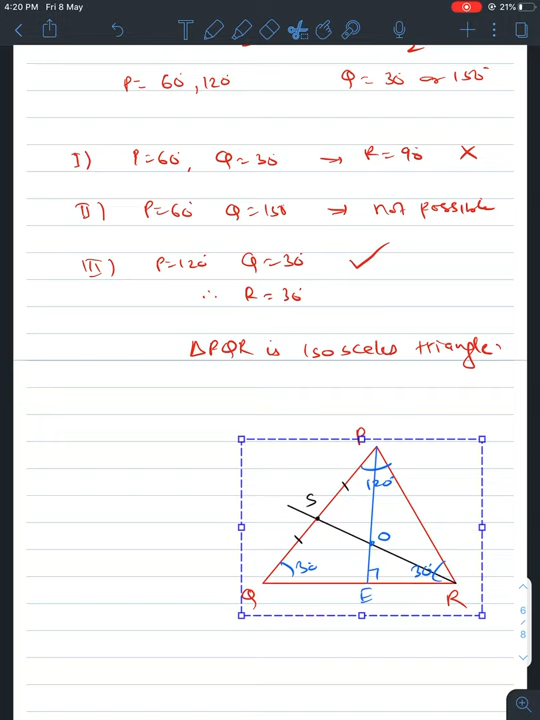 4:20 PM Fri 8 May
21%
P= 60°, 120°
Q = 30° or 150°
I) P=60°, Q=30° → R=90° ✗
II) P=60° Q=150 → not possible
III) P=120° Q=30° ✓
∴ R = 30°
ΔPQR is isosceles triangle.
P
120°
S
O
30°
30°
Q
E
R
6
/
8